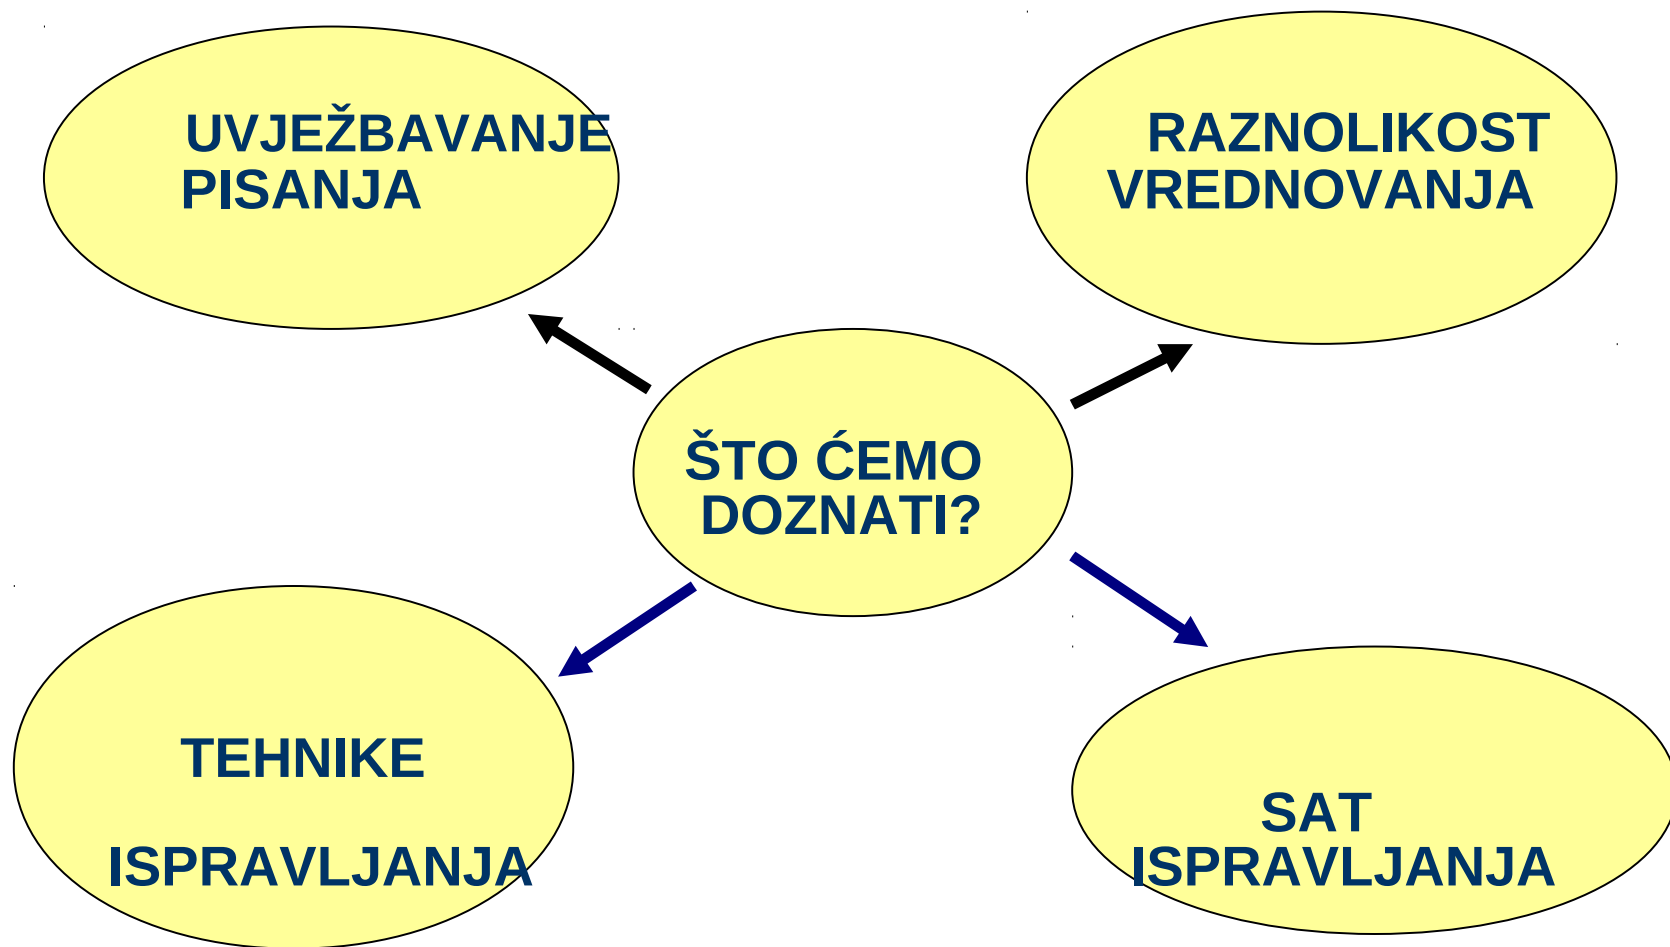 UVJEŽBAVANJE
PISANJA
RAZNOLIKOST
VREDNOVANJA
ŠTO ĆEMO
DOZNATI?
TEHNIKE
ISPRAVLJANJA
SAT
ISPRAVLJANJA